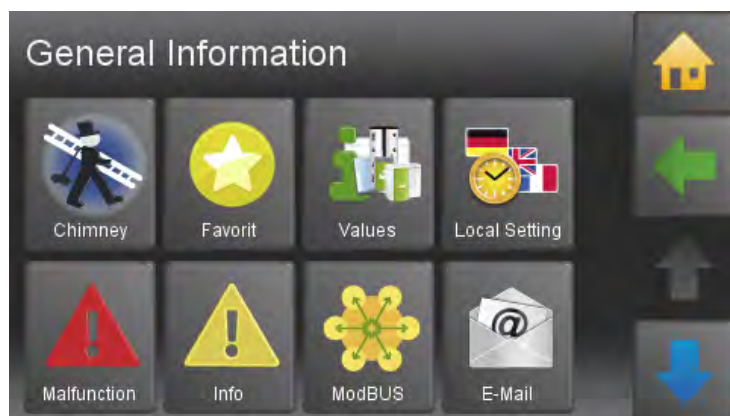 General Information
Chimney Favorit Values Local Setting
@
Malfunction Info ModBUS E-Mail